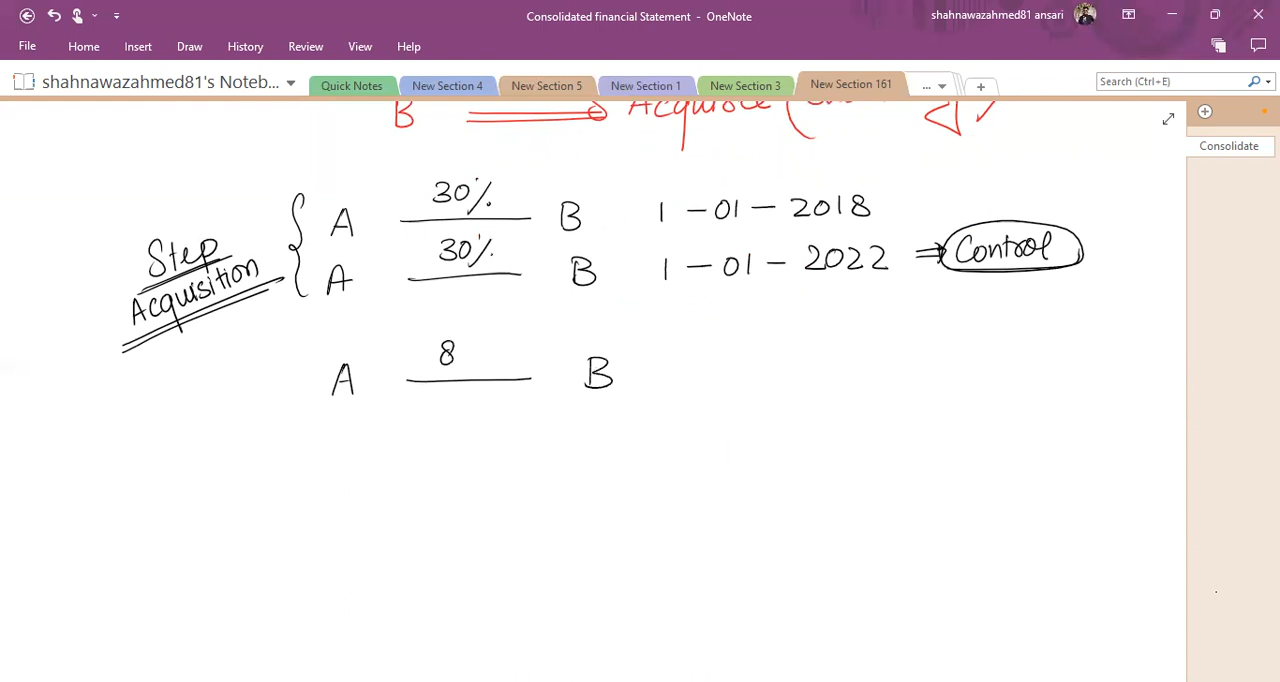 Consolidated financial Statement - OneNote
shahnawazahmed81 ansari
File Home Insert Draw History Review View Help
shahnawazahmed81's Noteb...
Quick Notes New Section 4 New Section 5 New Section 1 New Section 3 New Section 161 ...
Search (Ctrl+E)
Consolidate
B Acquiree
A 30% B 1-01-2018
A 30% B 1-01-2022 ⇒ Control
Step
Acquisition
A 8 B